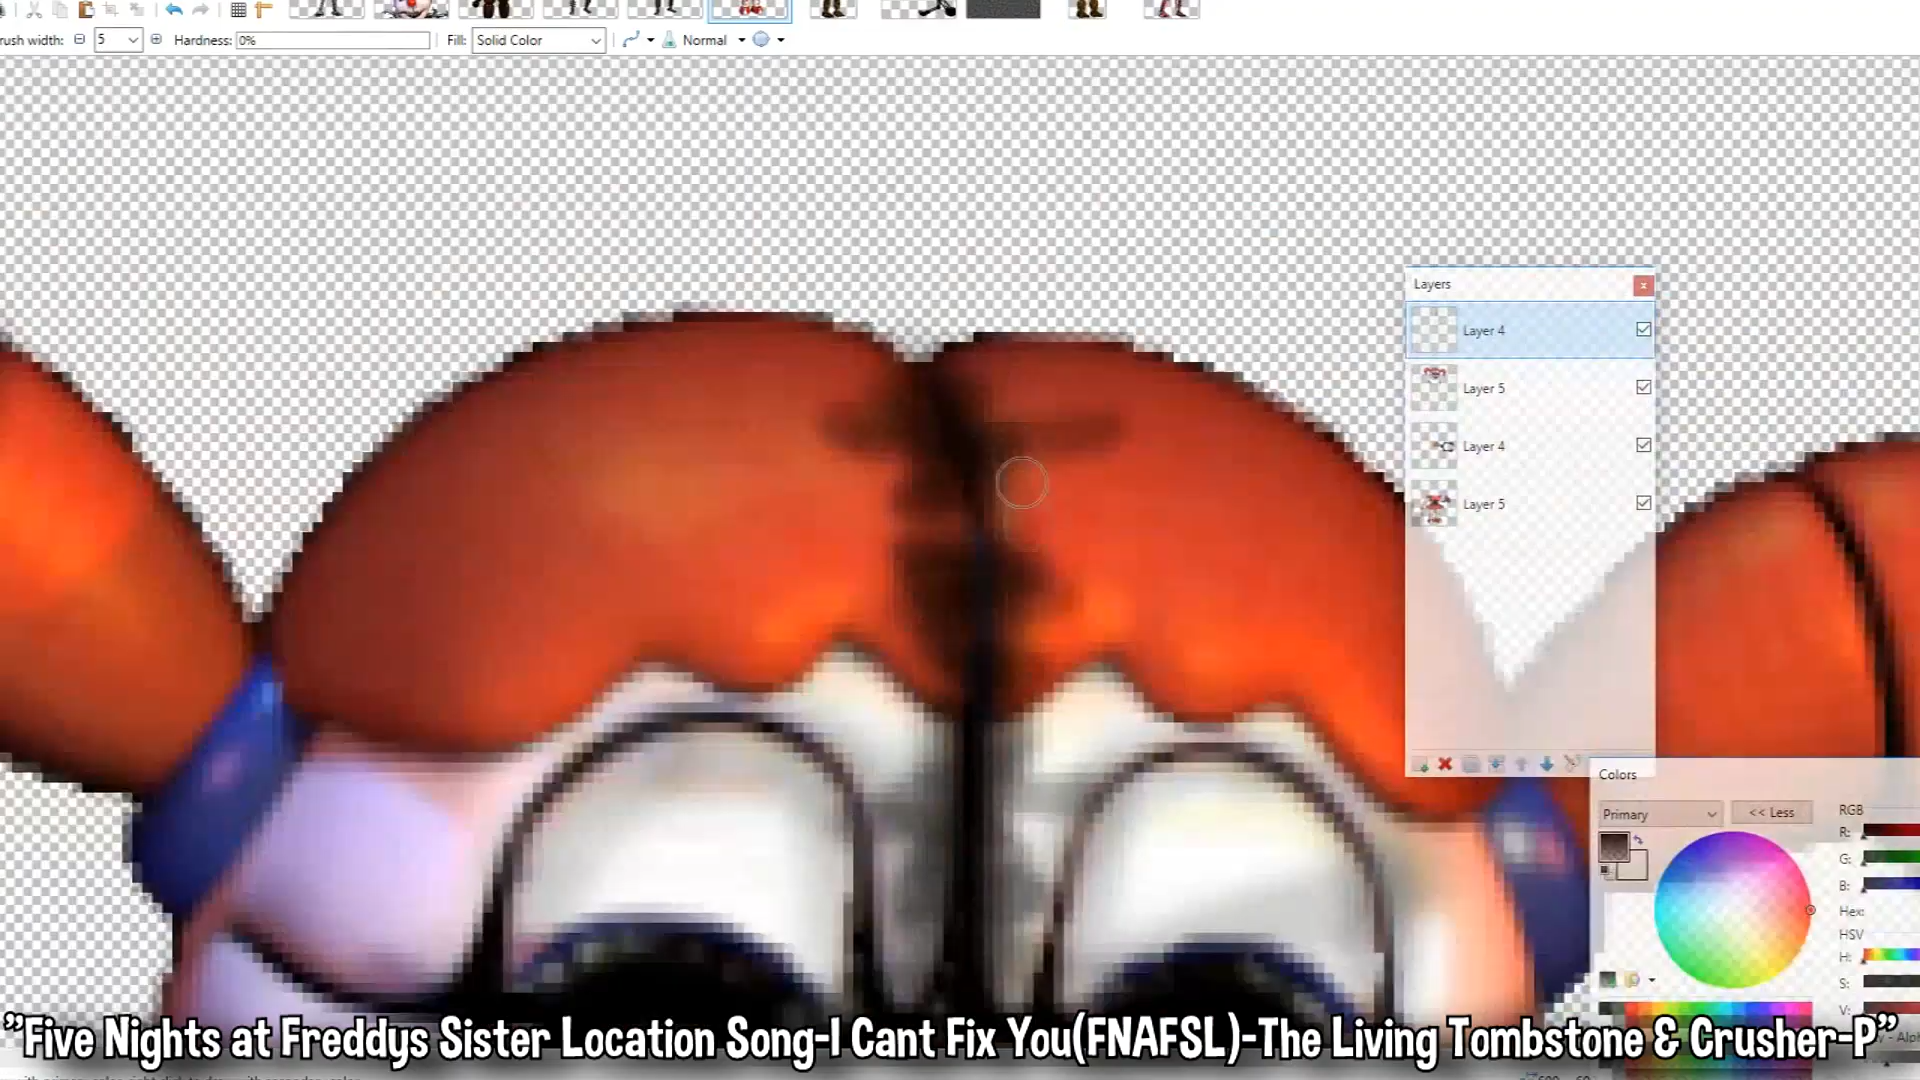 rush width:
5
Hardness:
0%
Fill:
Solid Color
Normal
Layers
Layer 4
Layer 5
Layer 4
Layer 5
Colors
Primary
<< Less
RGB
R:
G:
B:
Hex:
HSV
H:
S:
V:
"Five Nights at Freddys Sister Location Song-I Cant Fix You(FNAFSL)-The Living Tombstone & Crusher-P"